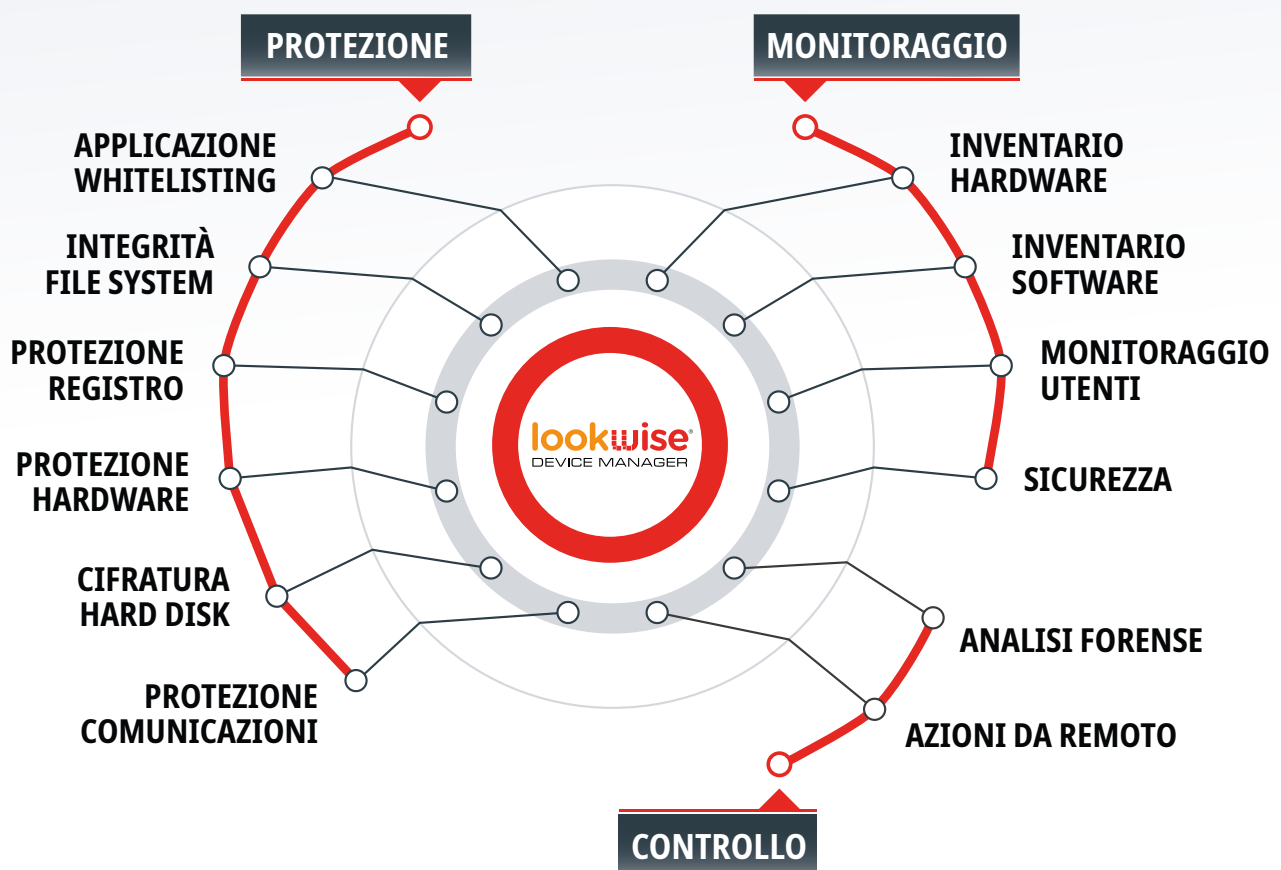 PROTEZIONE
APPLICAZIONE
WHITELISTING
INTEGRITÀ
FILE SYSTEM
PROTEZIONE
REGISTRO
PROTEZIONE
HARDWARE
CIFRATURA
HARD DISK
PROTEZIONE
COMUNICAZIONI
lookwise®
DEVICE MANAGER
MONITORAGGIO
INVENTARIO
HARDWARE
INVENTARIO
SOFTWARE
MONITORAGGIO
UTENTI
SICUREZZA
ANALISI FORENSE
AZIONI DA REMOTO
CONTROLLO